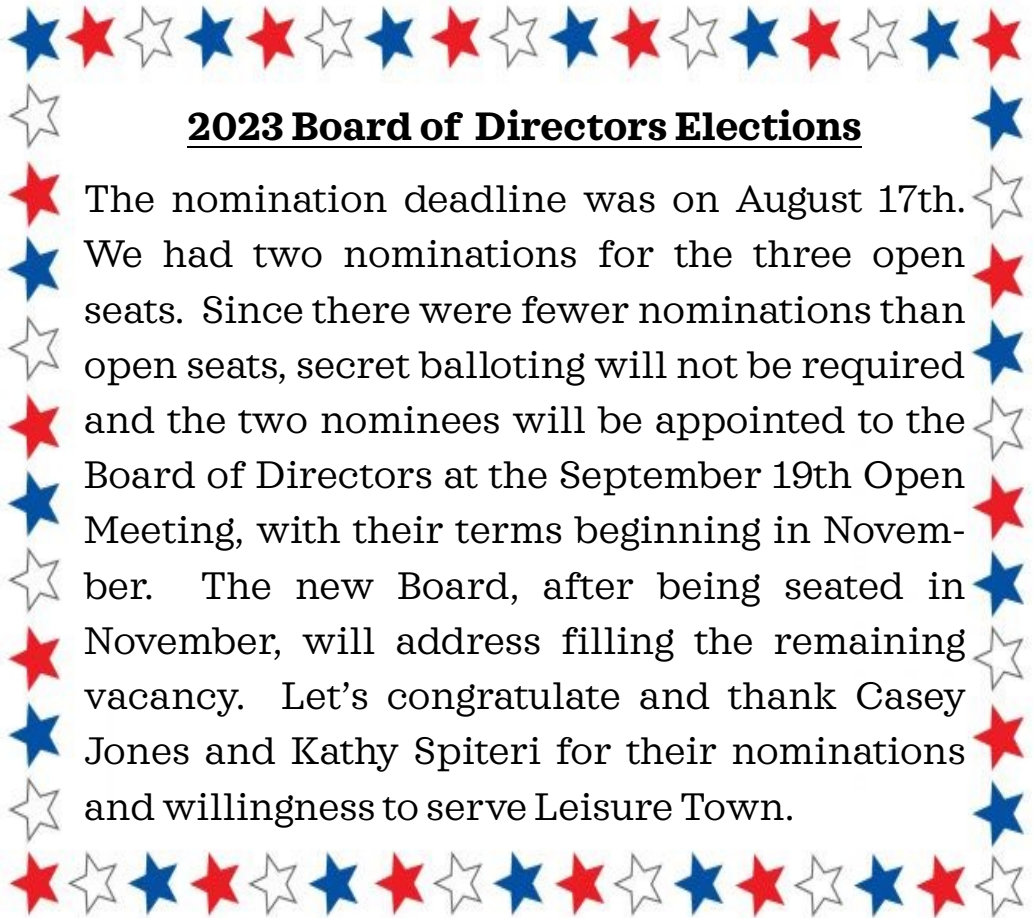 2023 Board of Directors Elections
The nomination deadline was on August 17th.
We had two nominations for the three open
seats. Since there were fewer nominations than
open seats, secret balloting will not be required
and the two nominees will be appointed to the
Board of Directors at the September 19th Open
Meeting, with their terms beginning in Novem-
ber. The new Board, after being seated in
November, will address filling the remaining
vacancy. Let's congratulate and thank Casey
Jones and Kathy Spiteri for their nominations
and willingness to serve Leisure Town.